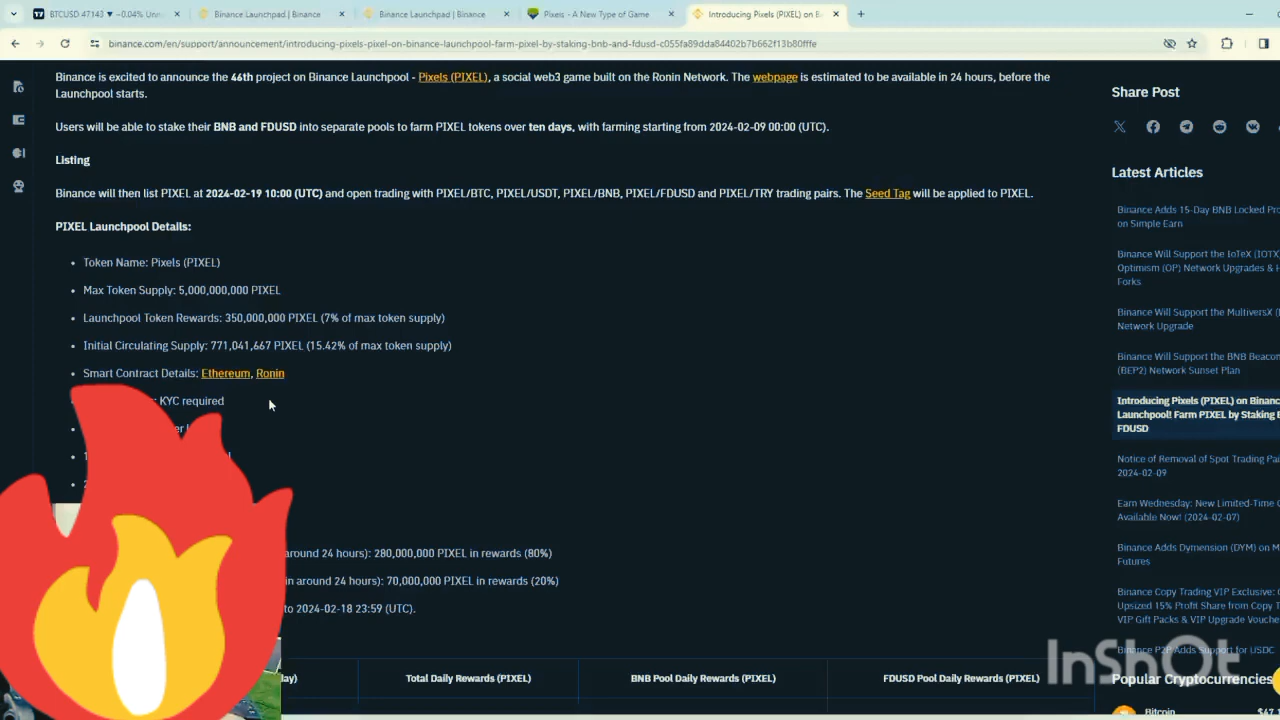 BTCUSD 47143 ▼ −0.04%
Binance Launchpad | Binance
Binance Launchpad | Binance
Pixels - A New Type of Game
Introducing Pixels (PIXEL) on B
binance.com/en/support/announcement/introducing-pixels-pixel-on-binance-launchpool-farm-pixel-by-staking-bnb-and-fdusd-c055fa89dda84402b7b662f13b80fffe
Binance is excited to announce the 46th project on Binance Launchpool - Pixels (PIXEL), a social web3 game built on the Ronin Network. The webpage is estimated to be available in 24 hours, before the
Launchpool starts.
Users will be able to stake their BNB and FDUSD into separate pools to farm PIXEL tokens over ten days, with farming starting from 2024-02-09 00:00 (UTC).
Listing
Binance will then list PIXEL at 2024-02-19 10:00 (UTC) and open trading with PIXEL/BTC, PIXEL/USDT, PIXEL/BNB, PIXEL/FDUSD and PIXEL/TRY trading pairs. The Seed Tag will be applied to PIXEL.
PIXEL Launchpool Details:
Token Name: Pixels (PIXEL)
Max Token Supply: 5,000,000,000 PIXEL
Launchpool Token Rewards: 350,000,000 PIXEL (7% of max token supply)
Initial Circulating Supply: 771,041,667 PIXEL (15.42% of max token supply)
Smart Contract Details: Ethereum, Ronin
: KYC required
around 24 hours): 280,000,000 PIXEL in rewards (80%)
in around 24 hours): 70,000,000 PIXEL in rewards (20%)
to 2024-02-18 23:59 (UTC).
Total Daily Rewards (PIXEL)
BNB Pool Daily Rewards (PIXEL)
FDUSD Pool Daily Rewards (PIXEL)
Share Post
Latest Articles
Binance Adds 15-Day BNB Locked Pro
on Simple Earn
Binance Will Support the IoTeX (IOTX
Optimism (OP) Network Upgrades & H
Forks
Binance Will Support the MultiversX (
Network Upgrade
Binance Will Support the BNB Beacon
(BEP2) Network Sunset Plan
Introducing Pixels (PIXEL) on Binanc
Launchpool! Farm PIXEL by Staking B
FDUSD
Notice of Removal of Spot Trading Pai
2024-02-09
Earn Wednesday: New Limited-Time O
Available Now! (2024-02-07)
Binance Adds Dymension (DYM) on M
Futures
Binance Copy Trading VIP Exclusive:
Upsized 15% Profit Share from Copy T
VIP Gift Packs & VIP Upgrade Vouche
Binance P2P Adds Support for USDC
InShOt
Popular Cryptocurrencies
Bitcoin